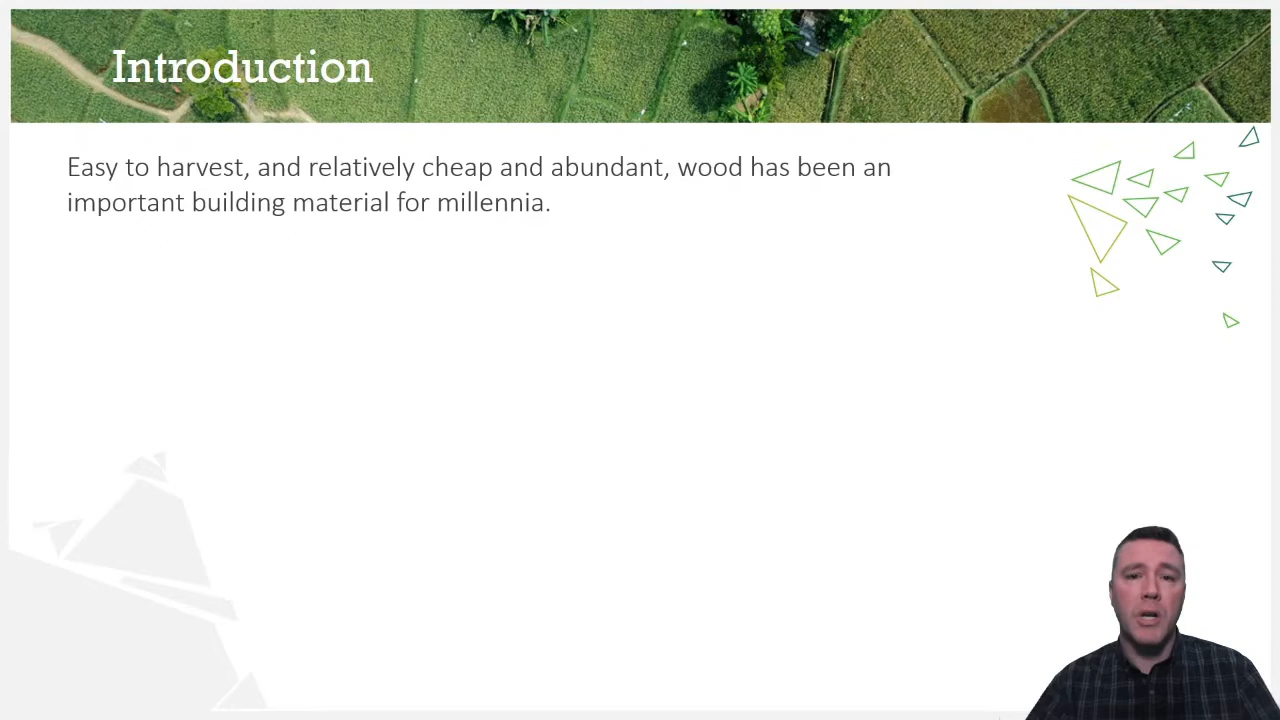 Introduction
Easy to harvest, and relatively cheap and abundant, wood has been an
important building material for millennia.